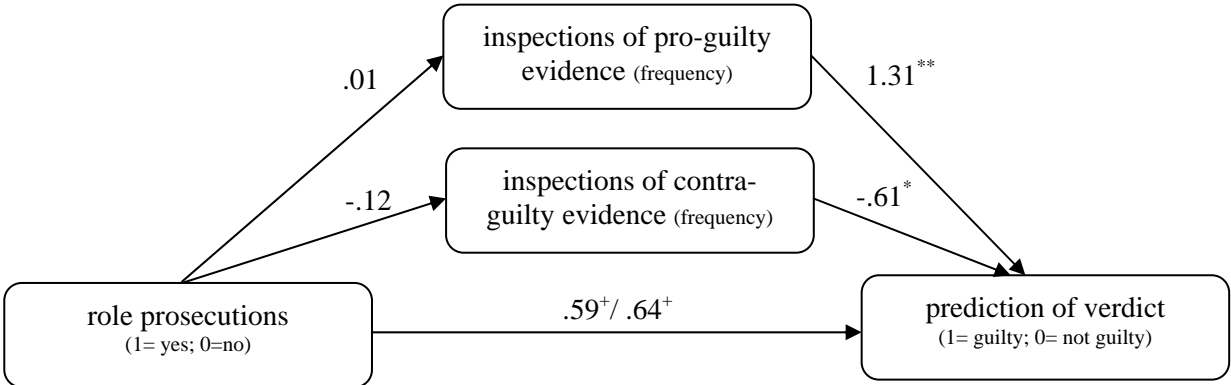 inspections of pro-guilty
evidence (frequency)
.01
1.31**
inspections of contra-
guilty evidence (frequency)
-.12
-.61*
role prosecutions
(1= yes; 0=no)
.59+/ .64+
prediction of verdict
(1= guilty; 0= not guilty)